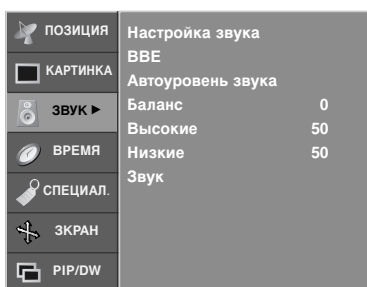 ПОЗИЦИЯ
КАРТИНКА
ЗВУК ►
ВРЕМЯ
СПЕЦИАЛ.
ЗКРАН
PIP/DW
Настройка звука
BBE
Автоуровень звука
Баланс 0
Высокие 50
Низкие 50
Звук